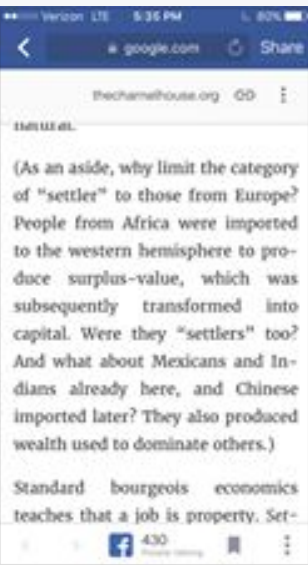 Verizon LTE 5:35 PM 80%
google.com Share
thecharnelhouse.org
natural.
(As an aside, why limit the category
of “settler” to those from Europe?
People from Africa were imported
to the western hemisphere to pro-
duce surplus-value, which was
subsequently transformed into
capital. Were they “settlers” too?
And what about Mexicans and In-
dians already here, and Chinese
imported later? They also produced
wealth used to dominate others.)
Standard bourgeois economics
teaches that a job is property. Set-
430